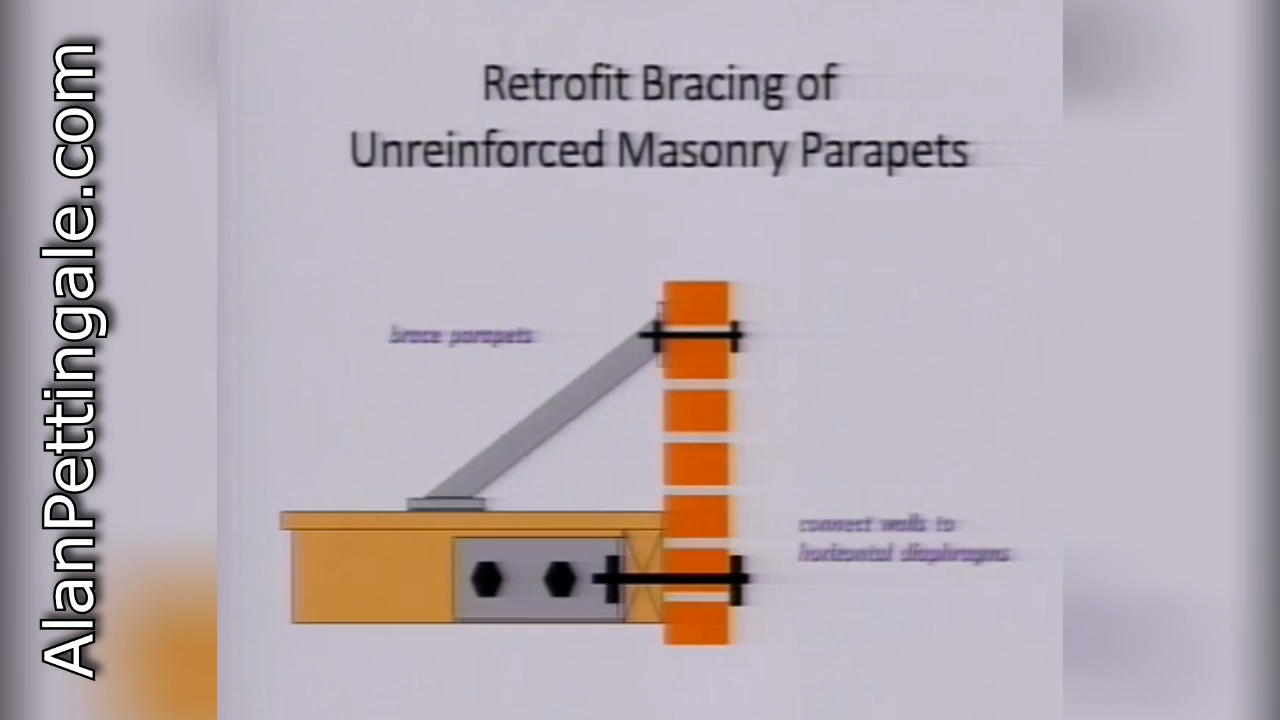 AlanPettingale.com
Retrofit Bracing of
Unreinforced Masonry Parapets
brace parapets
connect walls to
horizontal diaphragms